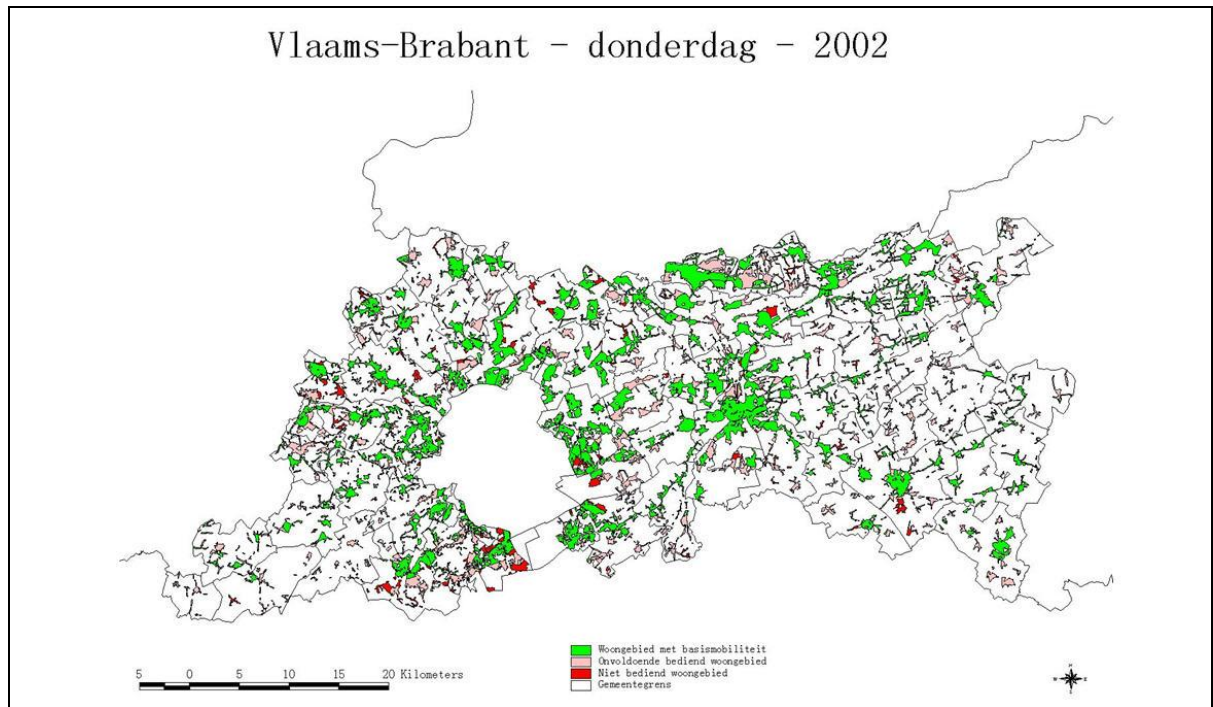 Vlaams-Brabant - donderdag - 2002
Woongebied met basismobiliteit
Onvoldoende bediend woongebied
Niet bediend woongebied
Gemeentegrens
5 0 5 10 15 20 Kilometers